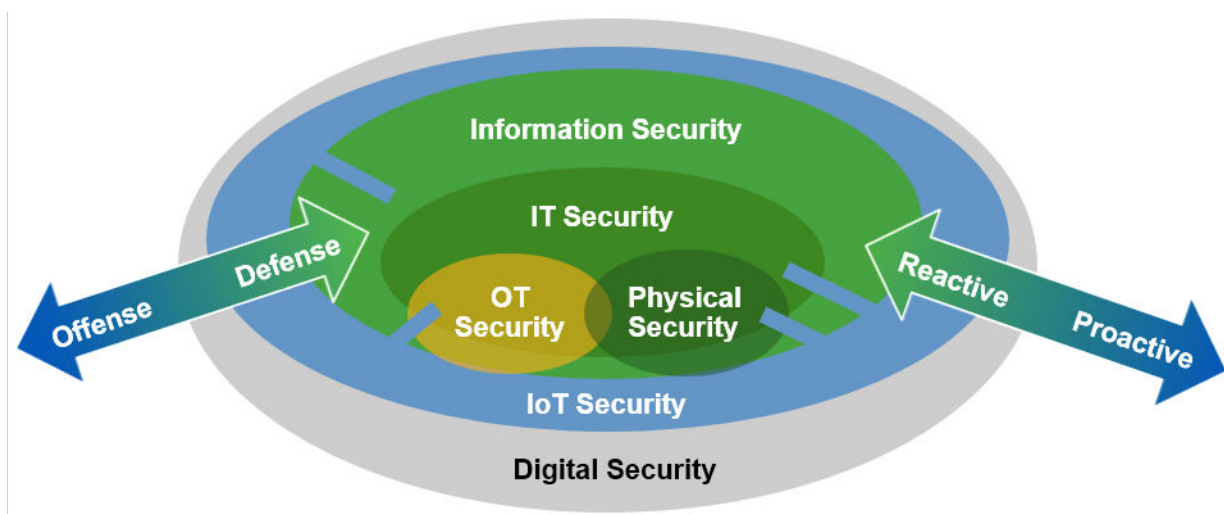 Information Security
IT Security
OT
Security
Physical
Security
Offense
Defense
Reactive
Proactive
IoT Security
Digital Security